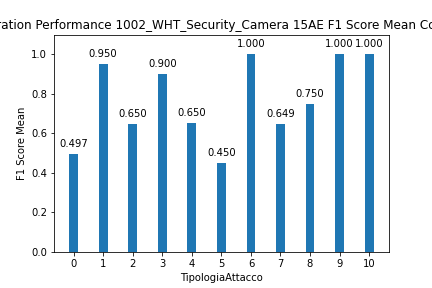 ration Performance 1002_WHT_Security_Camera 15AE F1 Score Mean Co
1.000 1.000 1.000
0.950
0.900
0.750
0.650 0.650 0.649
0.497
0.450
F1 Score Mean
1.0
0.8
0.6
0.4
0.2
0.0
0 1 2 3 4 5 6 7 8 9 10
TipologiaAttacco